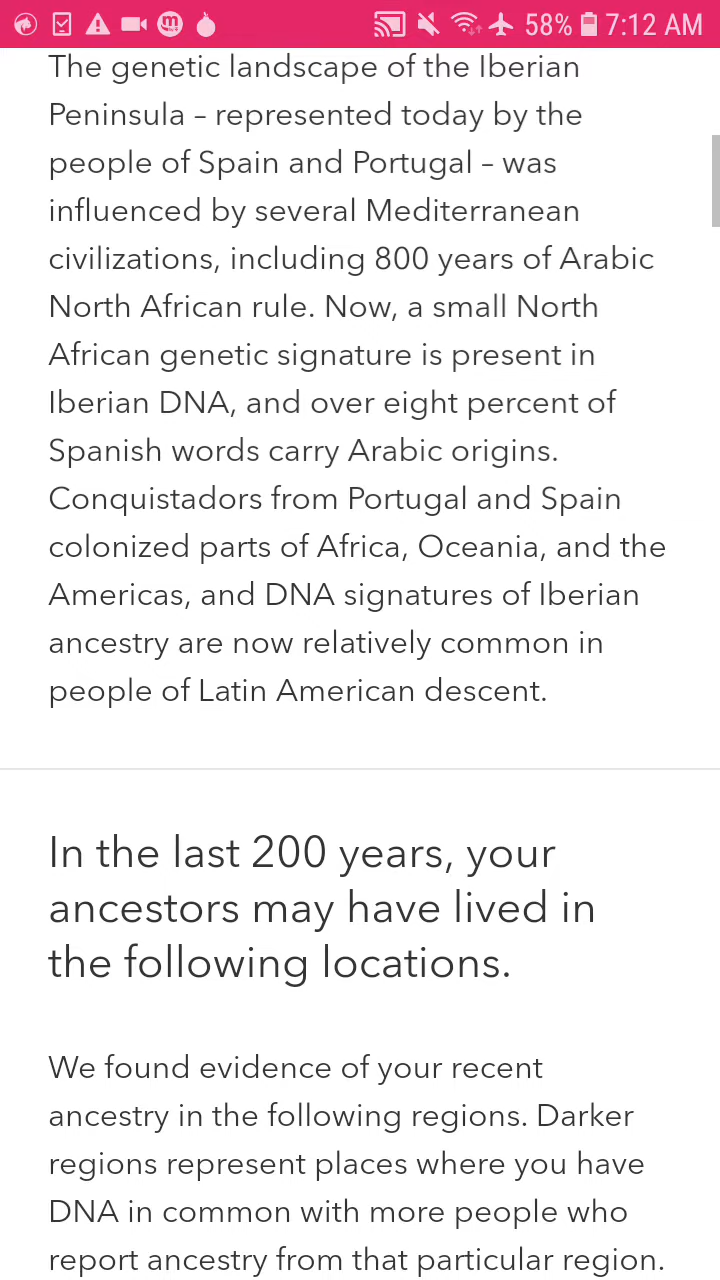 58% 7:12 AM
The genetic landscape of the Iberian
Peninsula – represented today by the
people of Spain and Portugal – was
influenced by several Mediterranean
civilizations, including 800 years of Arabic
North African rule. Now, a small North
African genetic signature is present in
Iberian DNA, and over eight percent of
Spanish words carry Arabic origins.
Conquistadors from Portugal and Spain
colonized parts of Africa, Oceania, and the
Americas, and DNA signatures of Iberian
ancestry are now relatively common in
people of Latin American descent.
In the last 200 years, your
ancestors may have lived in
the following locations.
We found evidence of your recent
ancestry in the following regions. Darker
regions represent places where you have
DNA in common with more people who
report ancestry from that particular region.